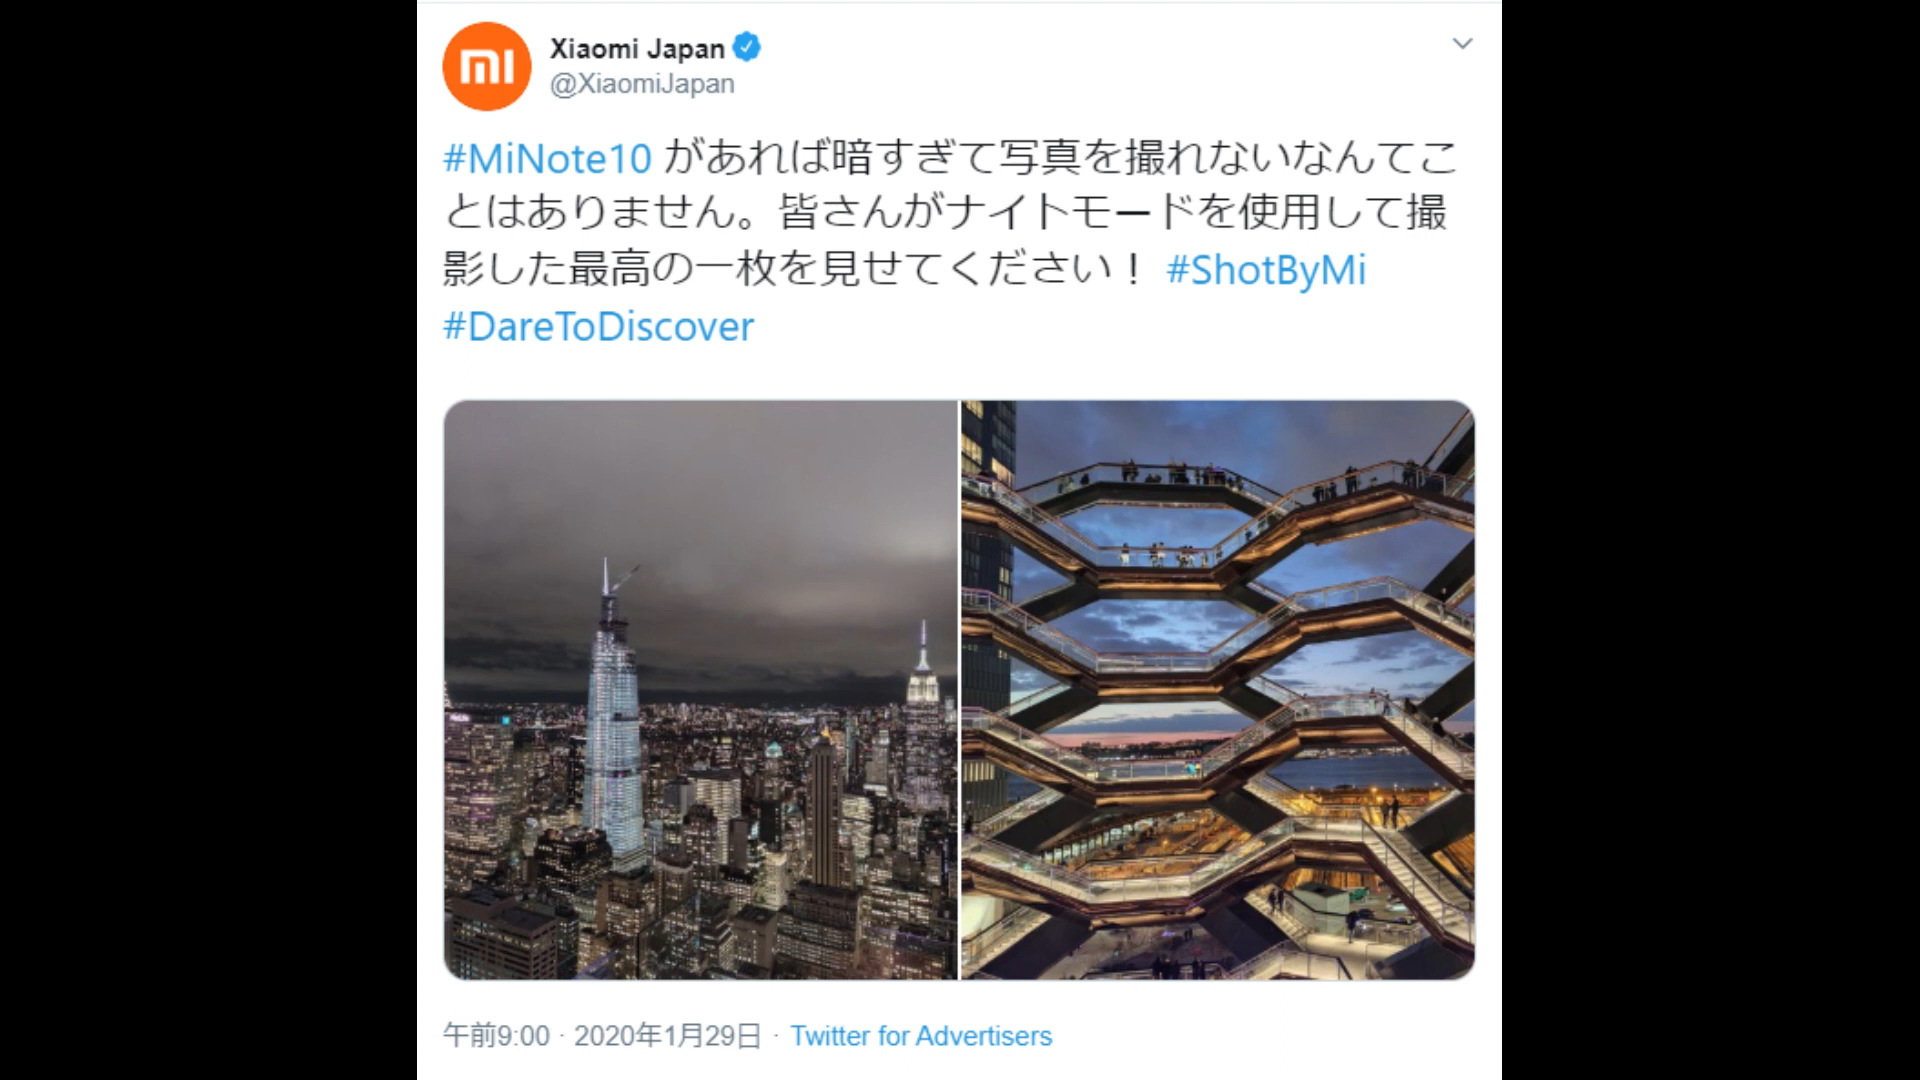 mi
Xiaomi Japan
@XiaomiJapan
#MiNote10 があれば暗すぎて写真を撮れないなんてこ
とはありません。皆さんがナイトモードを使用して撮
影した最高の一枚を見せてください！ #ShotByMi
#DareToDiscover
午前9:00 · 2020年1月29日 · Twitter for Advertisers